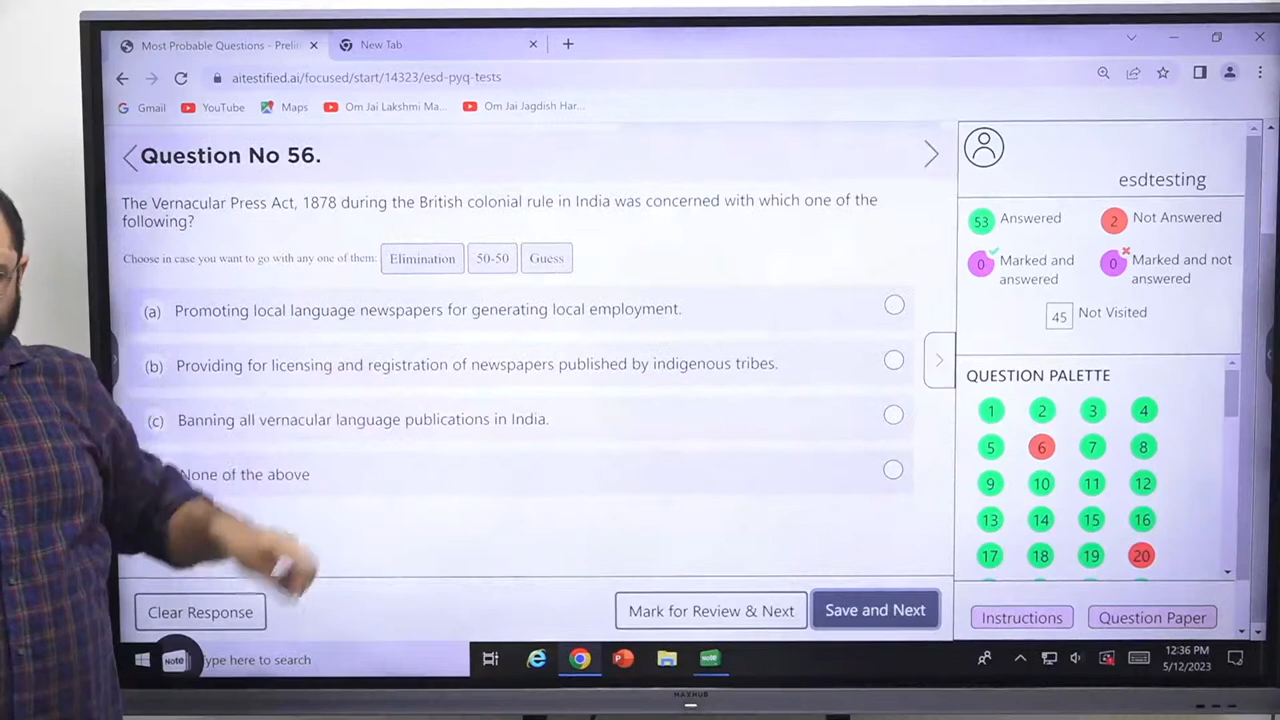 Most Probable Questions - Prelin
New Tab
aitestified.ai/focused/start/14323/esd-pyq-tests
Gmail
YouTube
Maps
Om Jai Lakshmi Ma...
Om Jai Jagdish Har...
Question No 56.
The Vernacular Press Act, 1878 during the British colonial rule in India was concerned with which one of the
following?
Choose in case you want to go with any one of them: Elimination 50-50 Guess
(a) Promoting local language newspapers for generating local employment.
(b) Providing for licensing and registration of newspapers published by indigenous tribes.
(c) Banning all vernacular language publications in India.
None of the above
Clear Response
Mark for Review & Next
Save and Next
esdtesting
53 Answered
2 Not Answered
0 Marked and
answered
0 Marked and not
answered
45 Not Visited
QUESTION PALETTE
1 2 3 4
5 6 7 8
9 10 11 12
13 14 15 16
17 18 19 20
Instructions
Question Paper
Note
ype here to search
note
12:36 PM
5/12/2023
MAXHUB